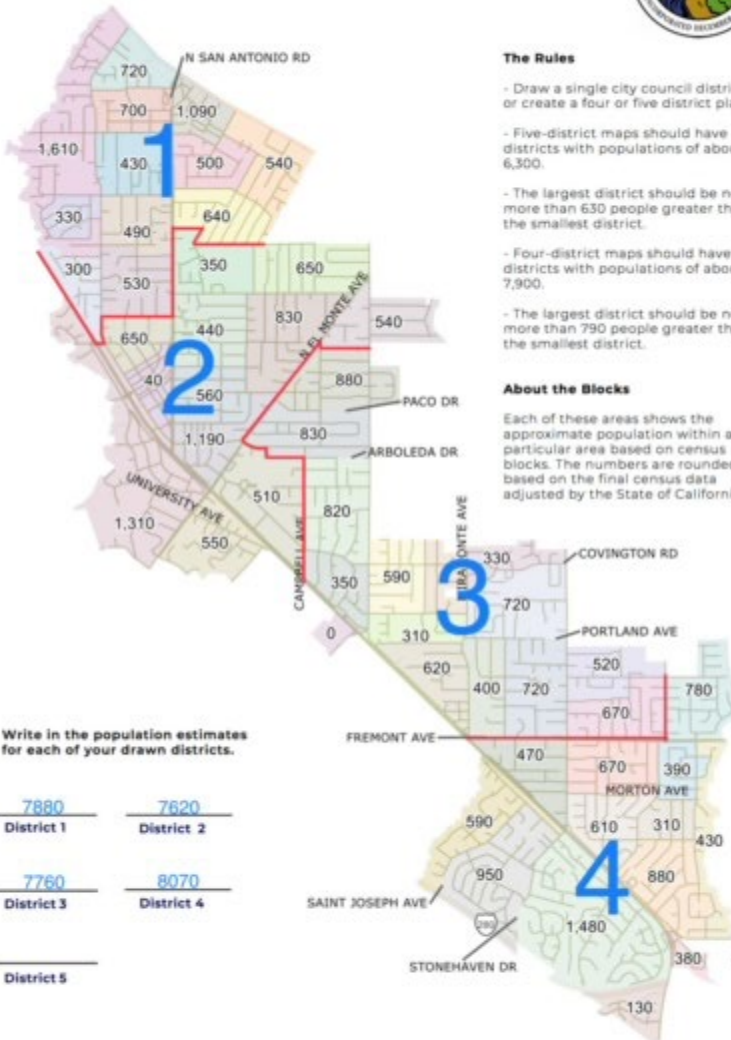 INCORPORATED DECEMBER
The Rules
- Draw a single city council
or create a four or five district
- Five-district maps should have
districts with populations of
6,300.
- The largest district should be
more than 630 people greater
the smallest district.
- Four-district maps should have
districts with populations of
7,900.
- The largest district should be
more than 790 people greater
the smallest district.
About the Blocks
Each of these areas shows the
approximate population within a
particular area based on census
blocks. The numbers are
based on the final census data
adjusted by the State of
N SAN ANTONIO RD
720
700
1,090
1,610
430
1
500
540
330
490
640
300
530
350
650
650
440
830
N EL MONTE AVE
540
40
2
560
880
PACO DR
1,190
830
ARBOLEDA DR
UNIVERSITY AVE
510
1,310
550
CAMPBELL AVE
820
350
590
330
COVINGTON RD
3
720
0
310
PORTLAND AVE
620
400
720
520
670
780
FREMONT AVE
470
670
390
MORTON AVE
590
610
310
430
950
4
880
SAINT JOSEPH AVE
280
1,480
STONEHAVEN DR
380
130
Write in the population estimates
for each of your drawn districts.
7880
District 1
7620
District 2
7760
District 3
8070
District 4
District 5